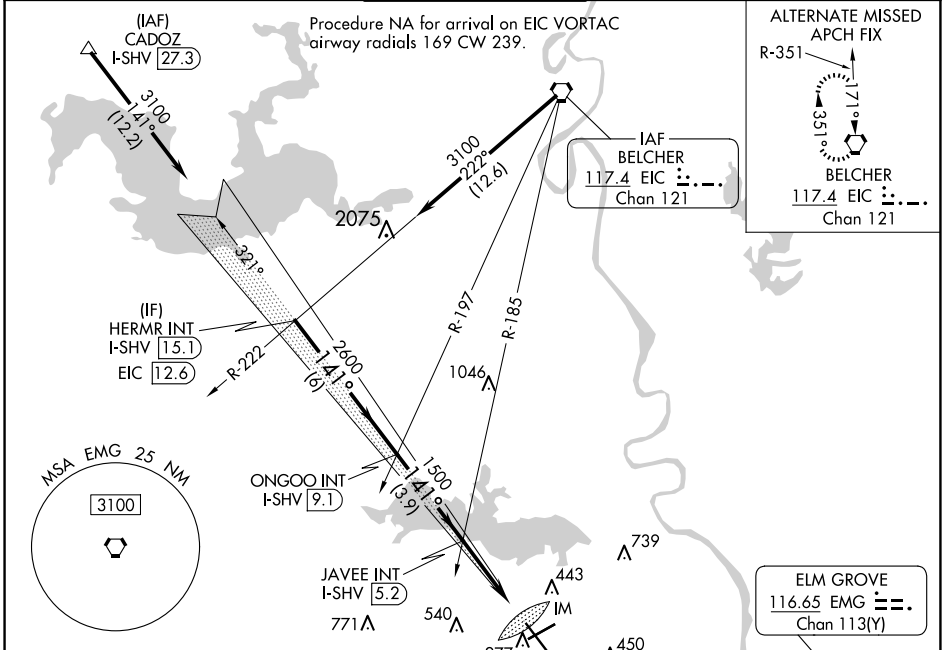 (IAF)
CADOZ
I-SHV 27.3
Procedure NA for arrival on EIC VORTAC
airway radials 169 CW 239.
ALTERNATE MISSED
APCH FIX
R-351
171°
351°
BELCHER
117.4 EIC
Chan 121
3100
141°
(12.2)
3100
222°
(12.6)
IAF
BELCHER
117.4 EIC
Chan 121
2075
321°
(IF)
HERMR INT
I-SHV 15.1
EIC 12.6
R-222
R-197
R-185
2600
141°
(6)
1046
MSA EMG 25 NM
3100
ONGOO INT
I-SHV 9.1
1500
141°
(3.9)
JAVEE INT
I-SHV 5.2
739
443
IM
771
540
450
ELM GROVE
116.65 EMG
Chan 113(Y)